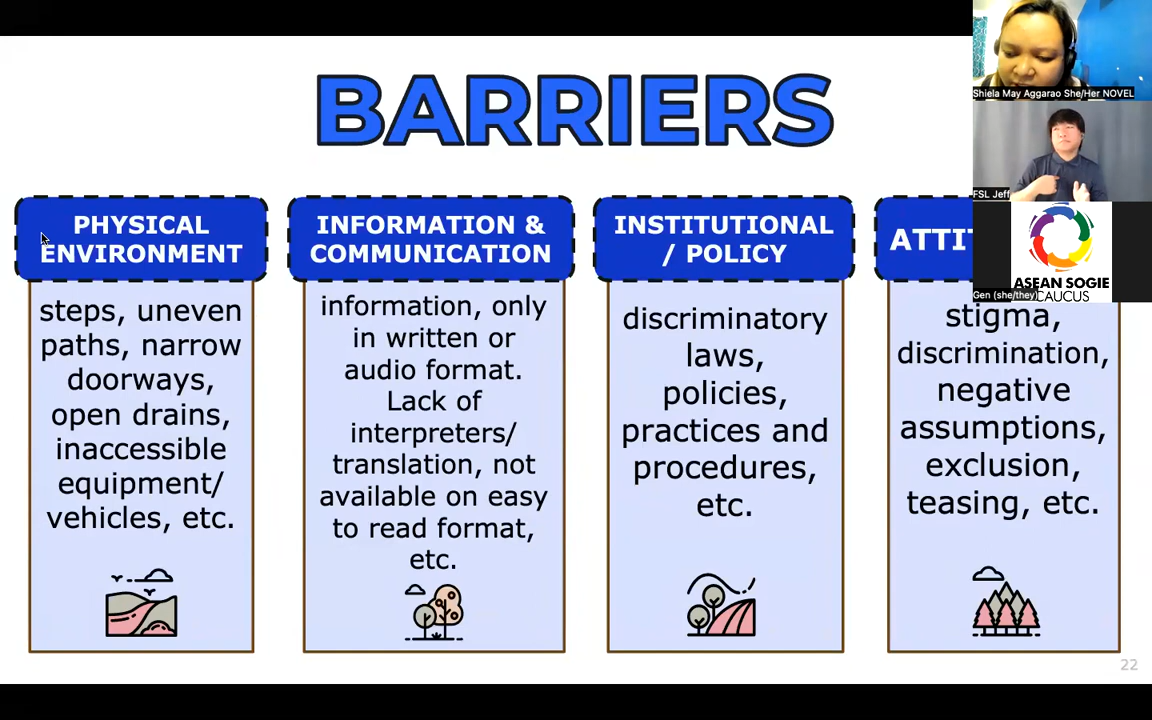 BARRIERS
PHYSICAL
ENVIRONMENT
steps, uneven
paths, narrow
doorways,
open drains,
inaccessible
equipment/
vehicles, etc.
INFORMATION &
COMMUNICATION
information, only
in written or
audio format.
Lack of
interpreters/
translation, not
available on easy
to read format,
etc.
INSTITUTIONAL
/ POLICY
discriminatory
laws,
policies,
practices and
procedures,
etc.
stigma,
discrimination,
negative
assumptions,
exclusion,
teasing, etc.
22
Shiela May Aggarao She/Her NOVEL
FSL Jeff
ASEAN SOGIE
CAUCUS
Gen (she/they)